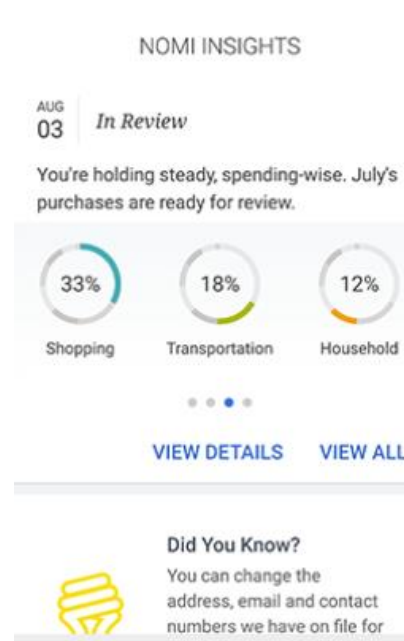 NOMI INSIGHTS
AUG
03
In Review
You're holding steady, spending-wise. July's
purchases are ready for review.
33% 18% 12%
Shopping Transportation Household
VIEW DETAILS VIEW ALL
Did You Know?
You can change the
address, email and contact
numbers we have on file for